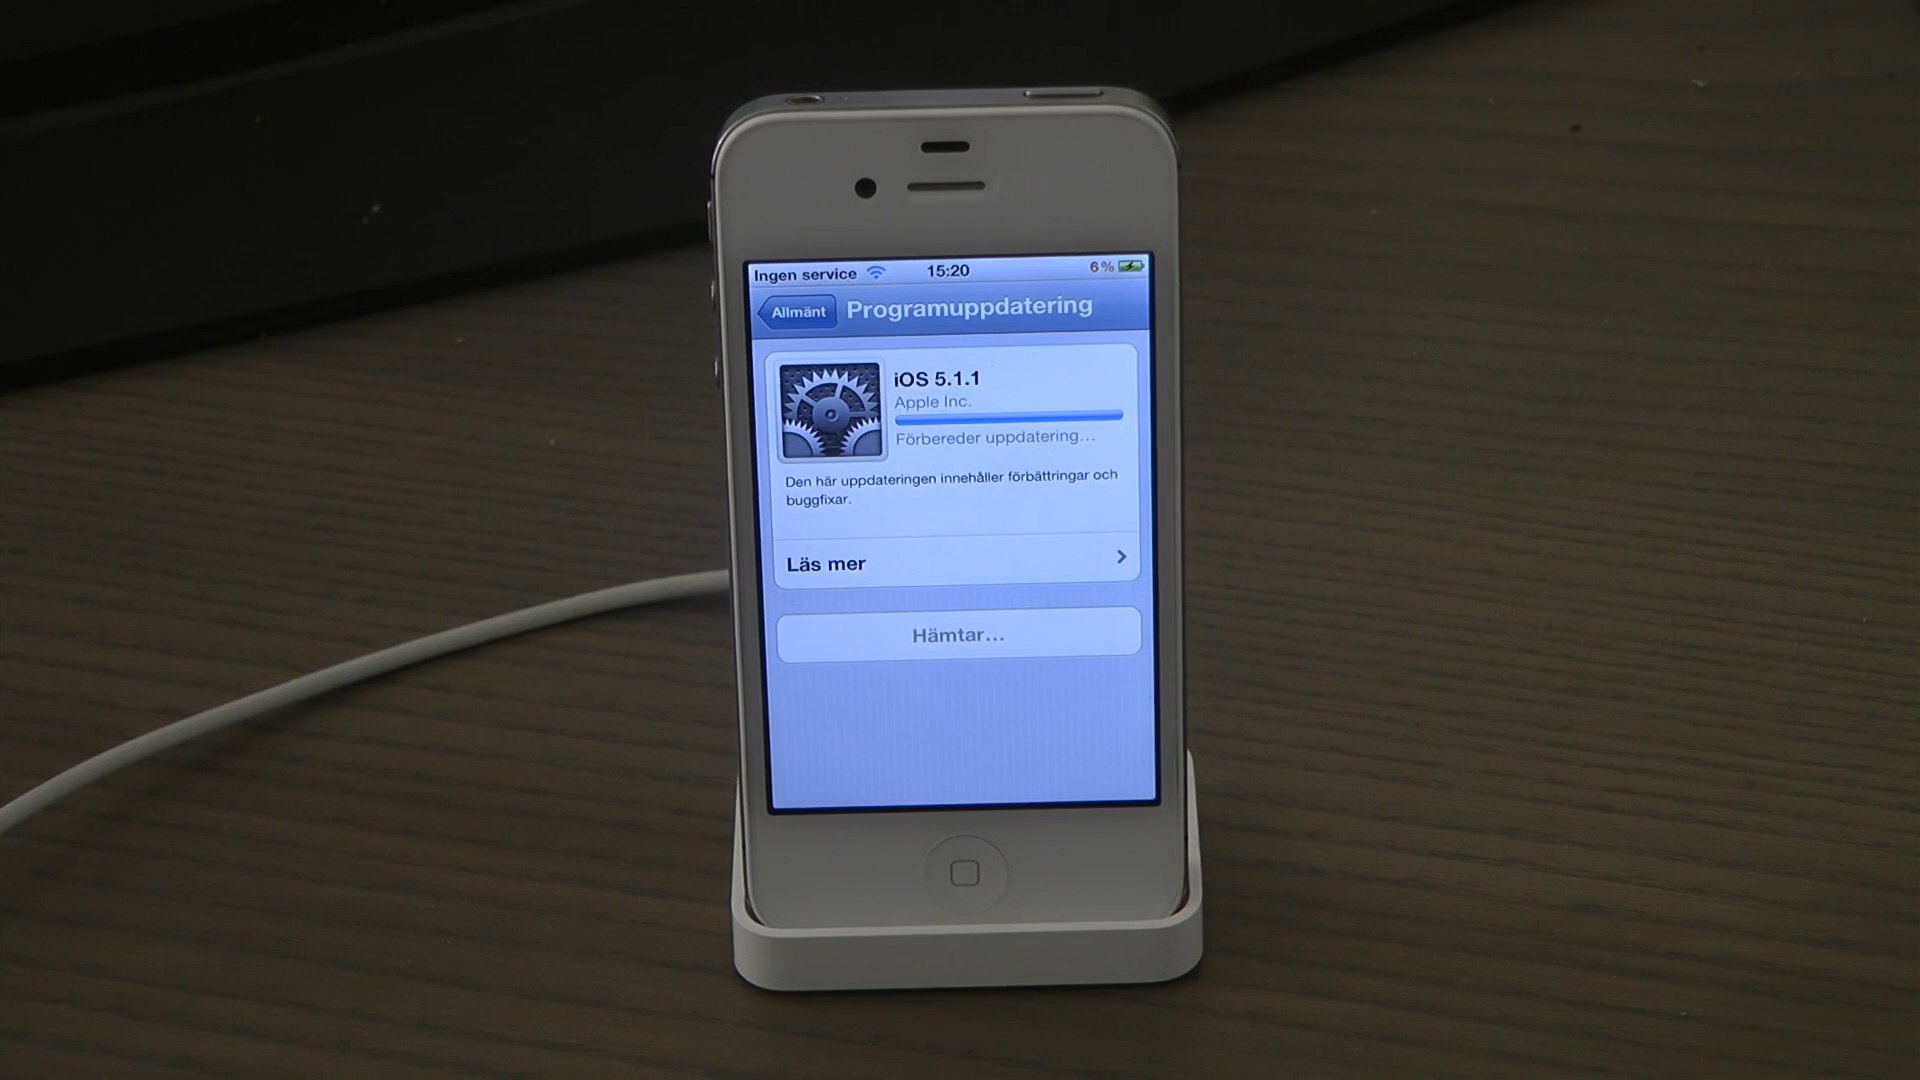 Ingen service 15:20 6%
Allmänt Programuppdatering
iOS 5.1.1
Apple Inc.
Förbereder uppdatering...
Den här uppdateringen innehåller förbättringar och
buggfixar.
Läs mer
Hämtar...